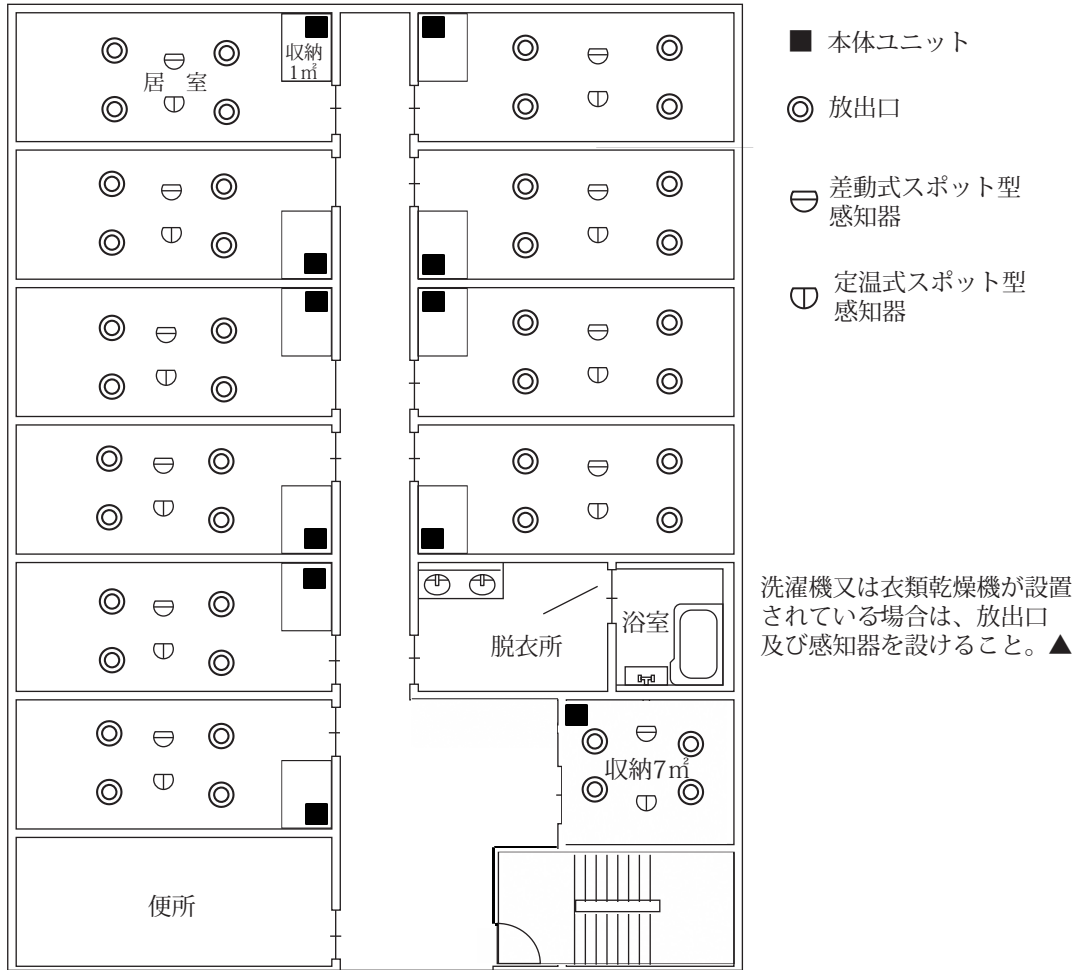 収納
1㎡
居 室
本体ユニット
放出口
差動式スポット型
感知器
定温式スポット型
感知器
洗濯機又は衣類乾燥機が設置
されている場合は、放出口
及び感知器を設けること。▲
脱衣所
浴室
収納7㎡
便所